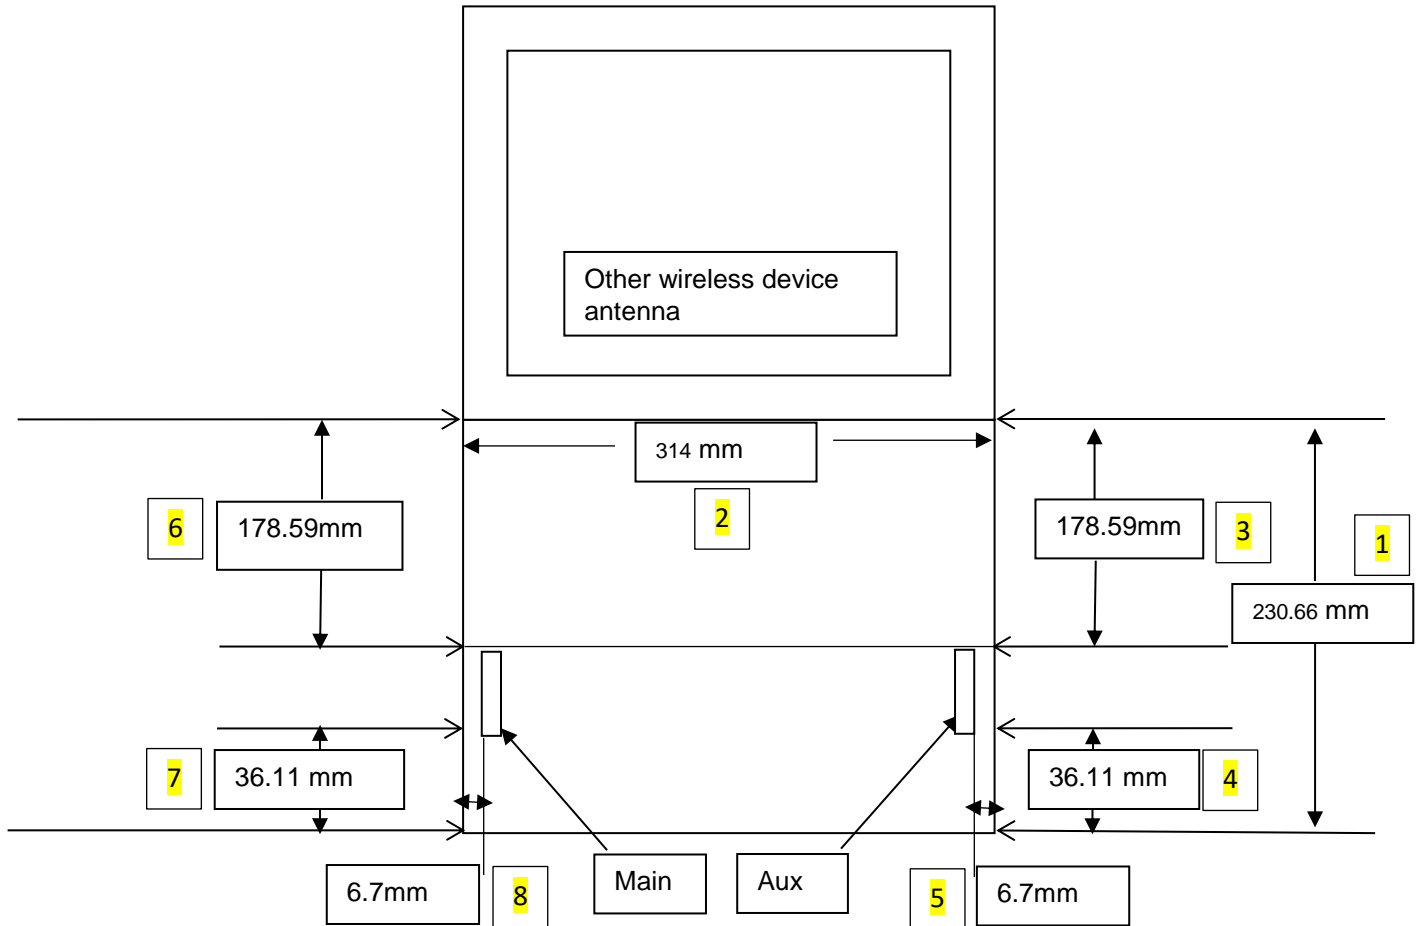 Other wireless device
antenna
314 mm
2
6
178.59mm
178.59mm
3
1
230.66 mm
7
36.11 mm
36.11 mm
4
6.7mm
8
Main
Aux
5
6.7mm